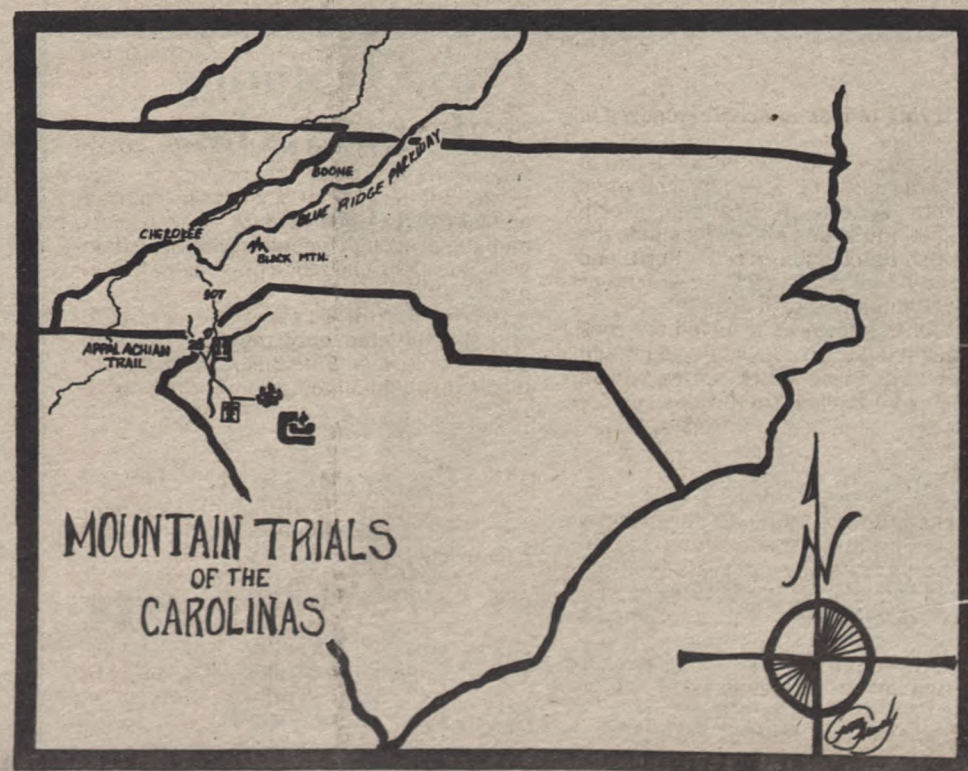 BOONE
BLUE RIDGE PARKWAY
CHEROKEE
BLACK MTN.
107
APPALACHIAN
TRAIL
28
MOUNTAIN TRIALS
OF THE
CAROLINAS
N